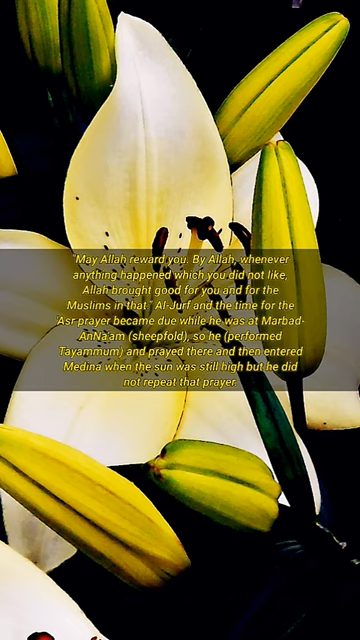 "May Allah reward you. By Allah, whenever
anything happened which you did not like,
Allah brought good for you and for the
Muslims in that." Al-Jurf and the time for the
'Asr prayer became due while he was at Marbad-
AnNa'am (sheepfold), so he (performed
Tayammum) and prayed there and then entered
Medina when the sun was still high but he did
not repeat that prayer.